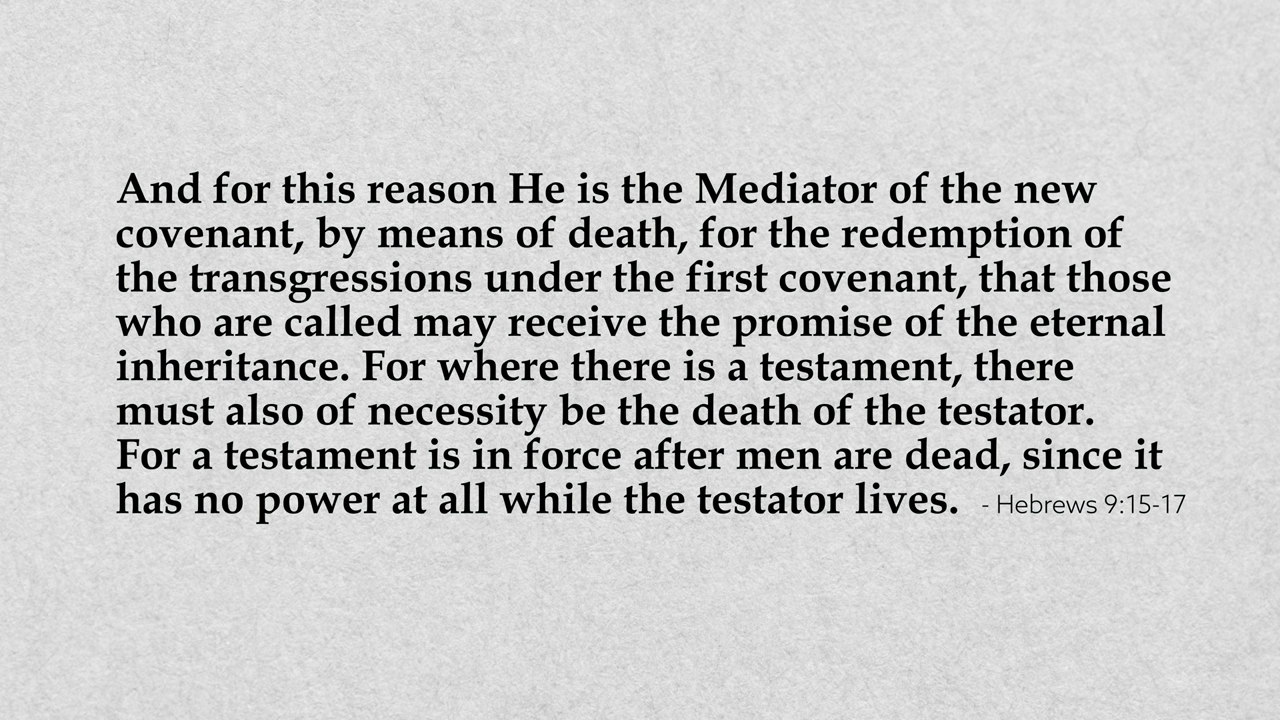 And for this reason He is the Mediator of the new
covenant, by means of death, for the redemption of
the transgressions under the first covenant, that those
who are called may receive the promise of the eternal
inheritance. For where there is a testament, there
must also of necessity be the death of the testator.
For a testament is in force after men are dead, since it
has no power at all while the testator lives. - Hebrews 9:15-17